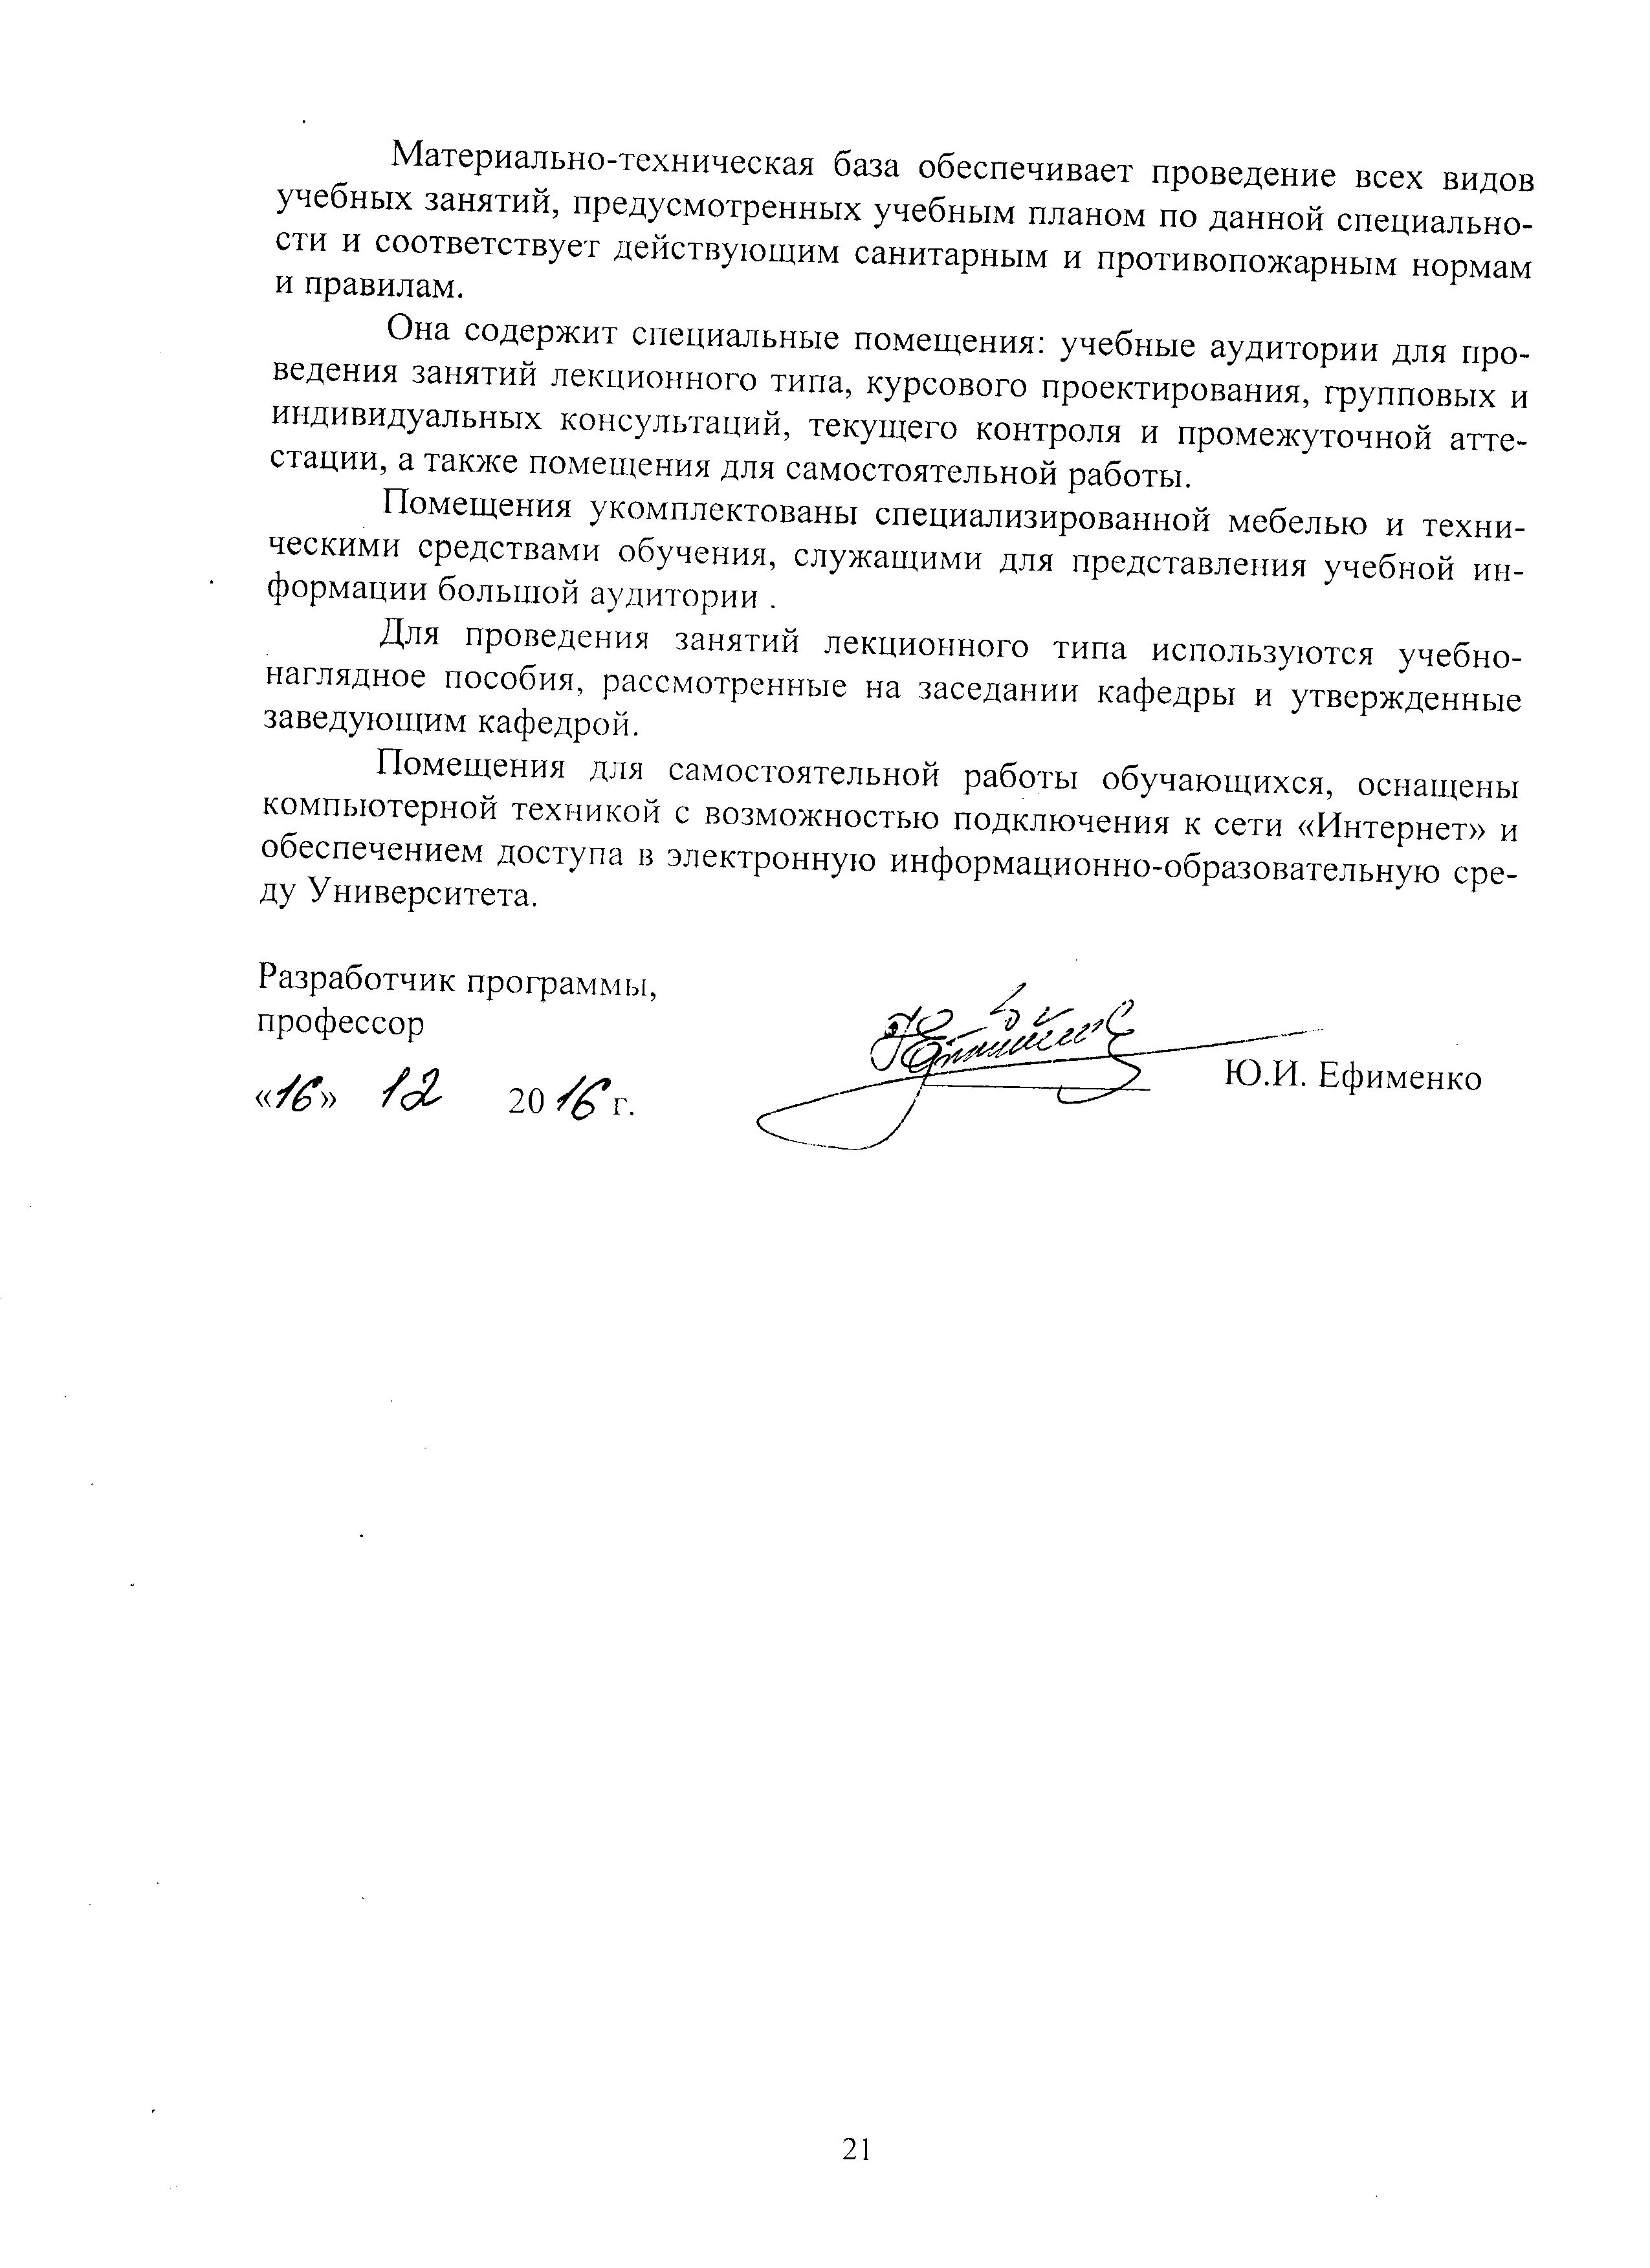 Материально-техническая база обеспечивает проведение всех видов
учебных занятий, предусмотренных учебным планом по данной специально-
сти и соответствует действующим санитарным и противопожарным нормам
и правилам.
Она содержит специальные помещения: учебные аудитории для про-
ведения занятий лекционного типа, курсового проектирования, групповых и
индивидуальных консультаций, текущего контроля и промежуточной атте-
стации, а также помещения для самостоятельной работы.
Помещения укомплектованы специализированной мебелью и техни-
ческими средствами обучения, служащими для представления учебной ин-
формации большой аудитории .
Для проведения занятий лекционного типа используются учебно-
наглядное пособия, рассмотренные на заседании кафедры и утвержденные
заведующим кафедрой.
Помещения для самостоятельной работы обучающихся, оснащены
компьютерной техникой с возможностью подключения к сети «Интернет» и
обеспечением доступа в электронную информационно-образовательную сре-
ду Университета.
Разработчик программы,
профессор
Ю.И. Ефименко
«16» 12 2016 г.
21